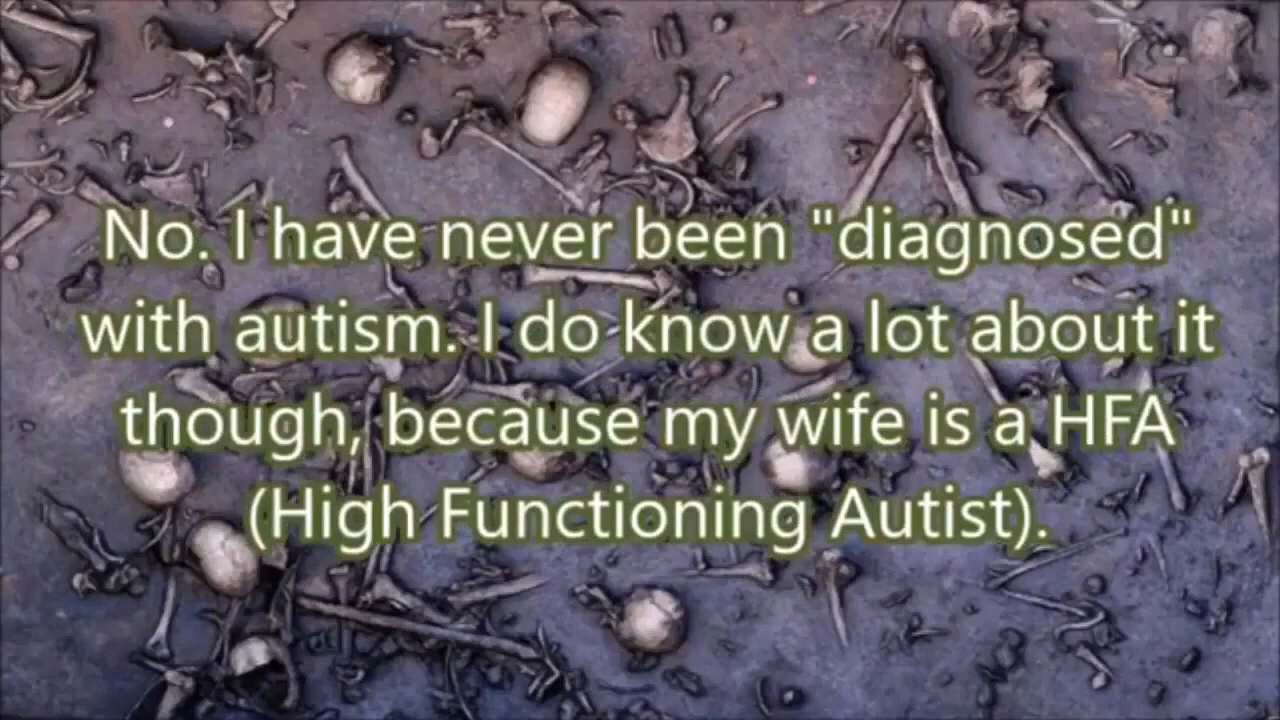 No. I have never been "diagnosed"
with autism. I do know a lot about it
though, because my wife is a HFA
(High Functioning Autist).